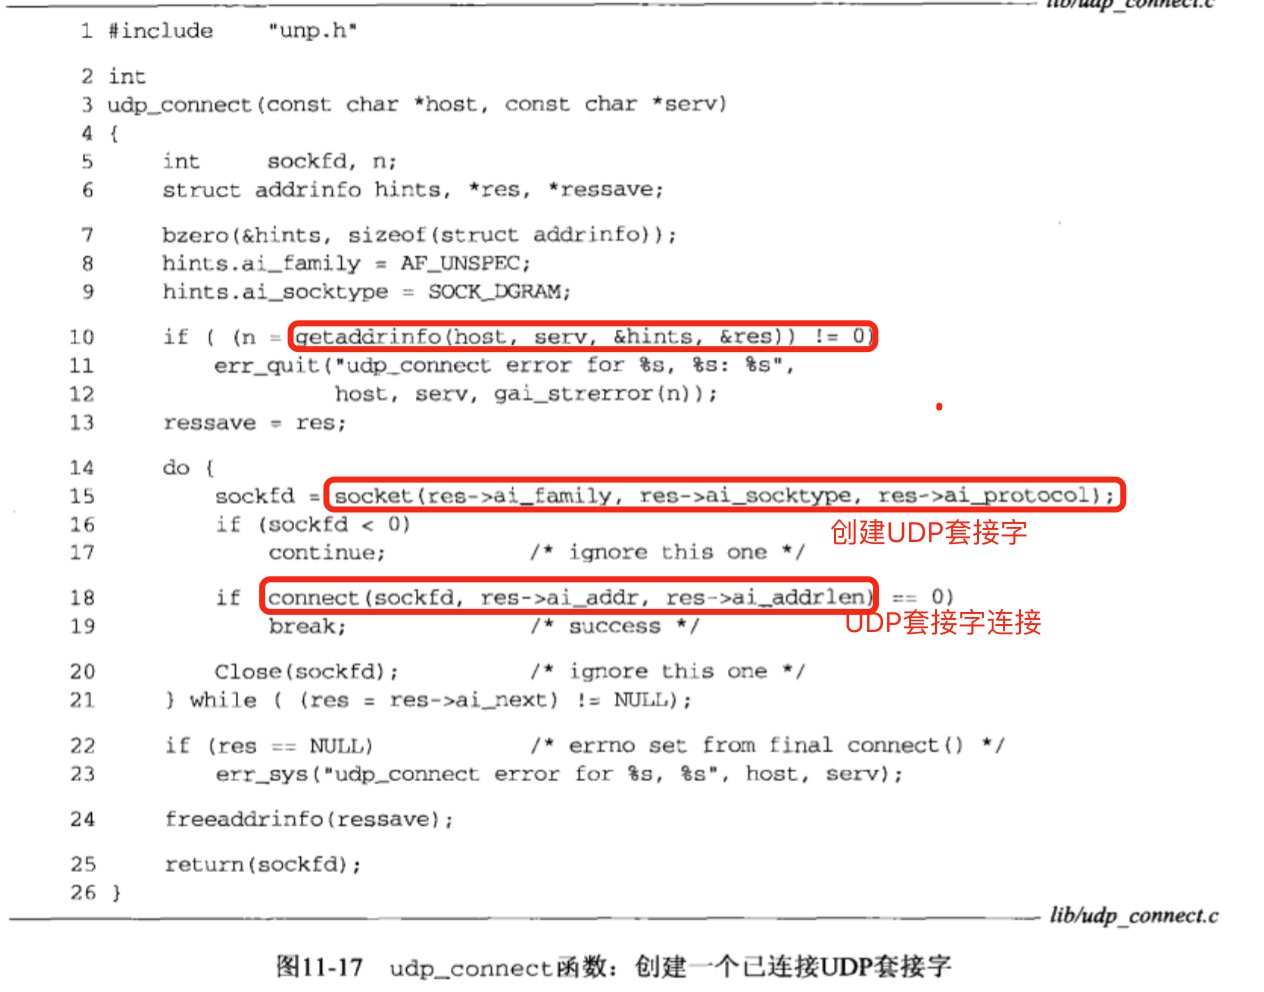 lib/udp_connect.c
1 #include "unp.h"
2 int
3 udp_connect(const char *host, const char *serv)
4 {
5 int sockfd, n;
6 struct addrinfo hints, *res, *ressave;
7 bzero(&hints, sizeof(struct addrinfo));
8 hints.ai_family = AF_UNSPEC;
9 hints.ai_socktype = SOCK_DGRAM;
10 if ( (n = getaddrinfo(host, serv, &hints, &res)) != 0)
11 err_quit("udp_connect error for %s, %s: %s",
12 host, serv, gai_strerror(n));
13 ressave = res;
14 do {
15 sockfd = socket(res->ai_family, res->ai_socktype, res->ai_protocol);
16 if (sockfd < 0)
创建UDP套接字
17 continue; /* ignore this one */
18 if (connect(sockfd, res->ai_addr, res->ai_addrlen) == 0)
19 break; /* success */
UDP套接字连接
20 Close(sockfd); /* ignore this one */
21 } while ( (res = res->ai_next) != NULL);
22 if (res == NULL) /* errno set from final connect() */
23 err_sys("udp_connect error for %s, %s", host, serv);
24 freeaddrinfo(ressave);
25 return(sockfd);
26 }
lib/udp_connect.c
图11-17 udp_connect函数：创建一个已连接UDP套接字